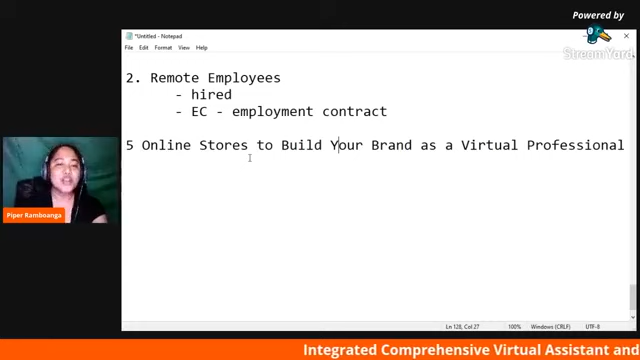 Powered by
StreamYard
*Untitled - Notepad
File Edit Format View Help
2. Remote Employees
- hired
- EC - employment contract
5 Online Stores to Build Your Brand as a Virtual Professional
Piper Ramboanga
Ln 128, Col 27 100% Windows (CRLF) UTF-8
Integrated Comprehensive Virtual Assistant and